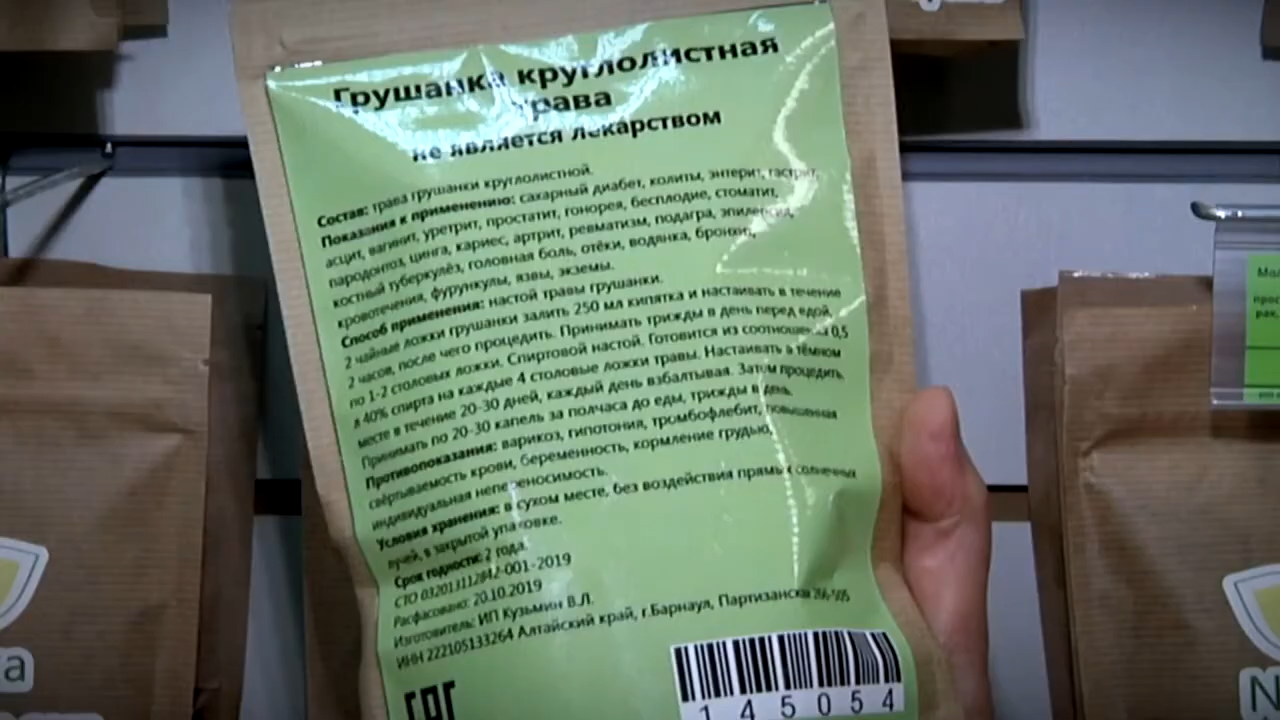 Грушанка круглолистная
трава
не является лекарством
Состав: трава грушанки круглолистной.
Показания к применению: сахарный диабет, колиты, энтерит, гастрит,
асцит, вагинит, уретрит, простатит, гонорея, бесплодие, стоматит,
пародонтоз, цинга, кариес, артрит, ревматизм, подагра, эпилепсия,
костный туберкулёз, головная боль, отёки, водянка, бронхит,
кровотечения, фурункулы, язвы, экземы.
Способ применения: настой травы грушанки.
2 чайные ложки грушанки залить 250 мл кипятка и настаивать в течение
2 часов, после чего процедить. Принимать трижды в день перед едой,
по 1-2 столовых ложки. Спиртовой настой. Готовится из соотношения 0,5
л 40% спирта на каждые 4 столовые ложки травы. Настаивать в тёмном
месте в течение 20-30 дней, каждый день взбалтывая. Затем процедить.
Принимать по 20-30 капель за полчаса до еды, трижды в день.
Противопоказания: варикоз, гипотония, тромбофлебит, повышенная
свёртываемость крови, беременность, кормление грудью,
индивидуальная непереносимость.
Условия хранения: в сухом месте, без воздействия прямых солнечных
лучей, в закрытой упаковке.
Срок годности: 2 года.
СТО 032013112842-001-2019
Расфасовано: 20.10.2019
Изготовитель: ИП Кузьмин В.Л.
ИНН 222105133264 Алтайский край, г.Барнаул, Партизанская 266-505
ЕАС
145054